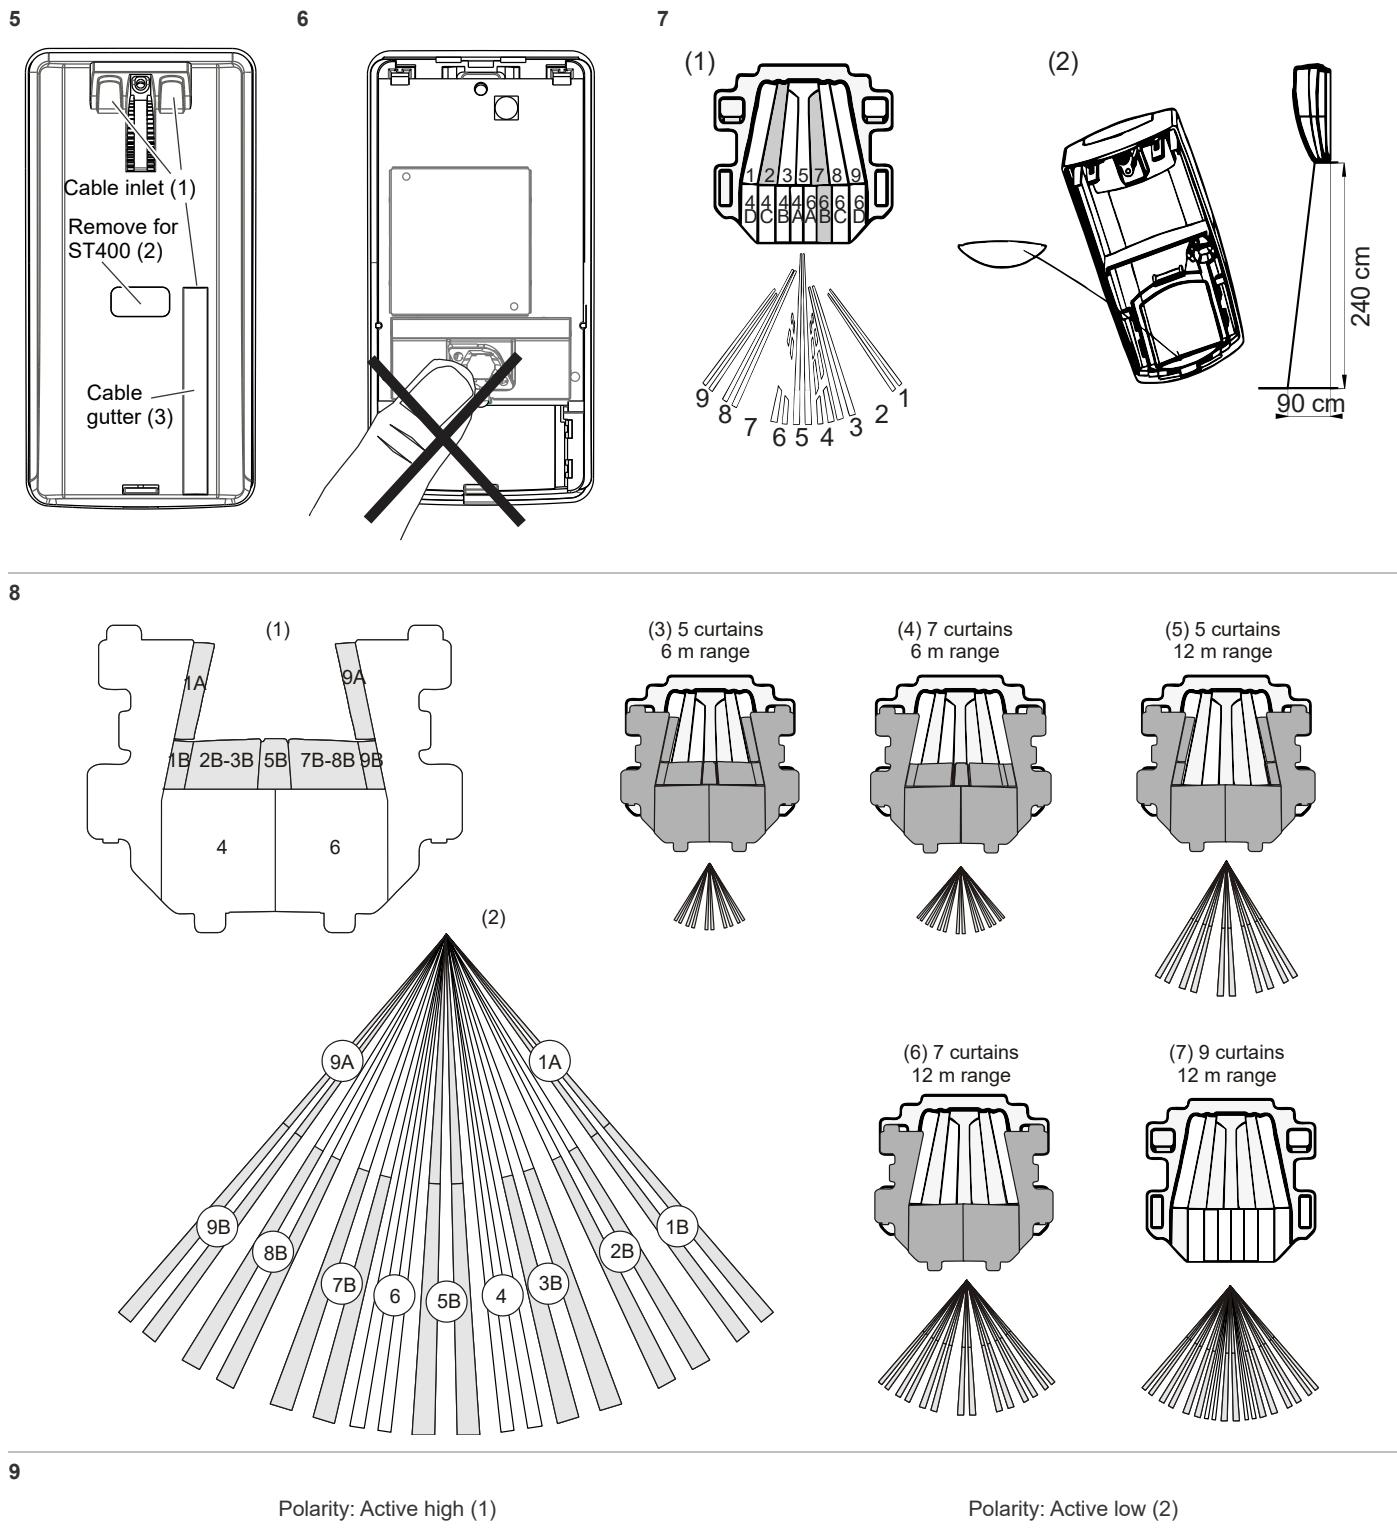 5
6
7
Cable inlet (1)
Remove for
ST400 (2)
Cable
gutter (3)
(1)
1 2 3 5 7 8 9
4 4 4 4 6 6 6 6
D C B A A B C D
9
8
7
6
5
4
3
2
1
(2)
240 cm
90 cm
8
(1)
1A
9A
1B
2B-3B
5B
7B-8B
9B
4
6
(2)
9A
1A
9B
8B
7B
6
5B
4
3B
2B
1B
(3) 5 curtains
6 m range
(4) 7 curtains
6 m range
(5) 5 curtains
12 m range
(6) 7 curtains
12 m range
(7) 9 curtains
12 m range
9
Polarity: Active high (1)
Polarity: Active low (2)